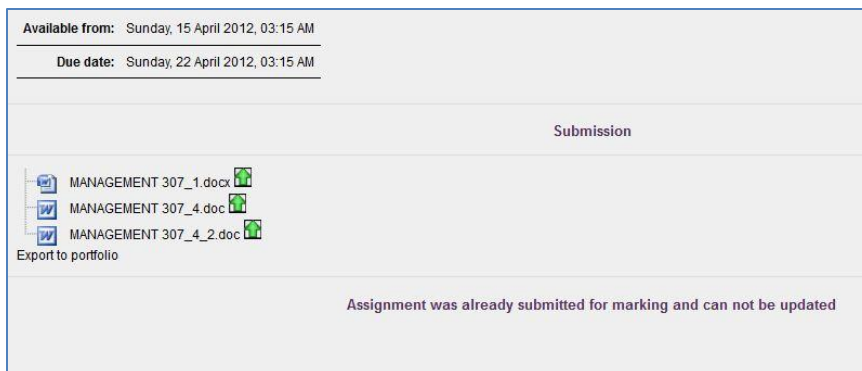 Available from: Sunday, 15 April 2012, 03:15 AM
Due date: Sunday, 22 April 2012, 03:15 AM
Submission
MANAGEMENT 307_1.docx
MANAGEMENT 307_4.doc
MANAGEMENT 307_4_2.doc
Export to portfolio
Assignment was already submitted for marking and can not be updated